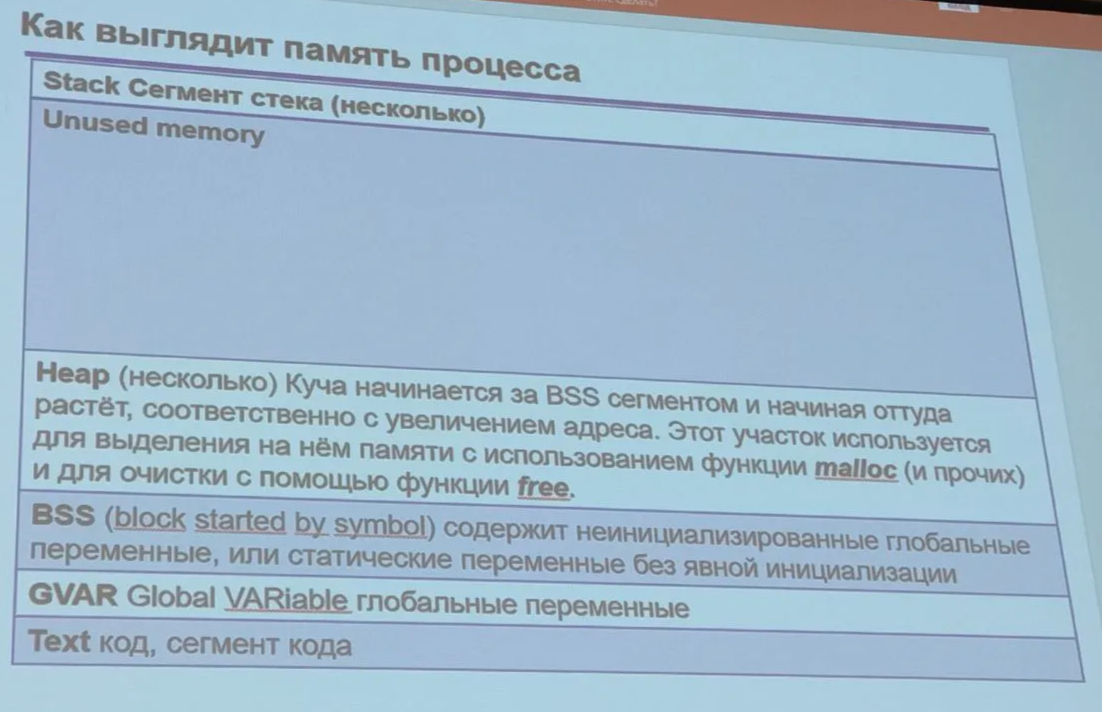 Как выглядит память процесса
Stack Сегмент стека (несколько)
Unused memory
Heap (несколько) Куча начинается за BSS сегментом и начиная оттуда
растёт, соответственно с увеличением адреса. Этот участок используется
для выделения на нём памяти с использованием функции malloc (и прочих)
и для очистки с помощью функции free.
BSS (block started by symbol) содержит неинициализированные глобальные
переменные, или статические переменные без явной инициализации
GVAR Global VARiable глобальные переменные
Text код, сегмент кода